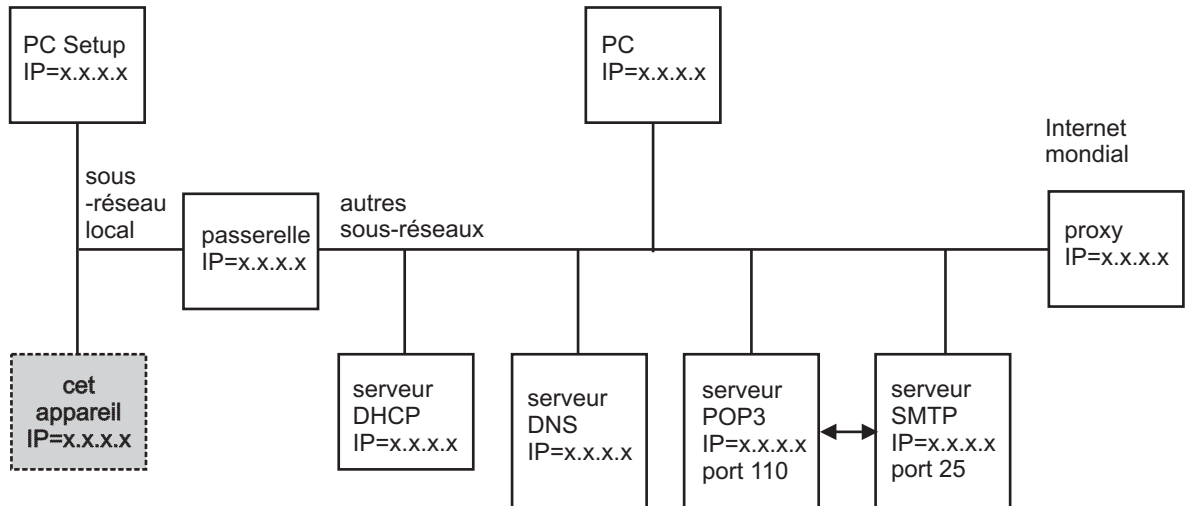 PC Setup
IP=x.x.x.x
PC
IP=x.x.x.x
Internet
mondial
sous
-réseau
local
passerelle
IP=x.x.x.x
autres
sous-réseaux
proxy
IP=x.x.x.x
cet
appareil
IP=x.x.x.x
serveur
DHCP
IP=x.x.x.x
serveur
DNS
IP=x.x.x.x
serveur
POP3
IP=x.x.x.x
port 110
serveur
SMTP
IP=x.x.x.x
port 25